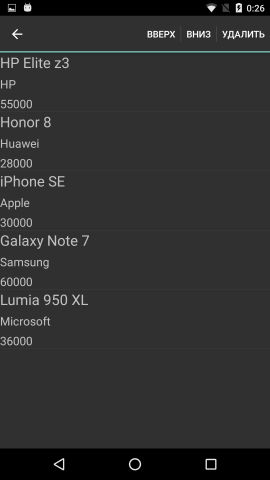 0:26
ВВЕРХ ВНИЗ УДАЛИТЬ
HP Elite z3
HP
55000
Honor 8
Huawei
28000
iPhone SE
Apple
30000
Galaxy Note 7
Samsung
60000
Lumia 950 XL
Microsoft
36000